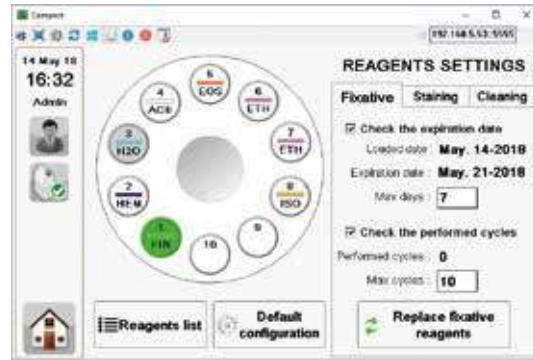 Compact
192.168.5.53:5555
14 May 18
16:32
Admin
1
FIN
2
HEM
3
H2O
4
ACE
5
EOS
6
ETH
7
ETH
8
ISO
9
10
Reagents list
Default
configuration
REAGENTS SETTINGS
Fixative Staining Cleaning
Check the expiration date
Loaded date : May. 14-2018
Expiration date : May. 21-2018
Max days : 7
Check the performed cycles
Performed cycles : 0
Max cycles : 10
Replace fixative
reagents